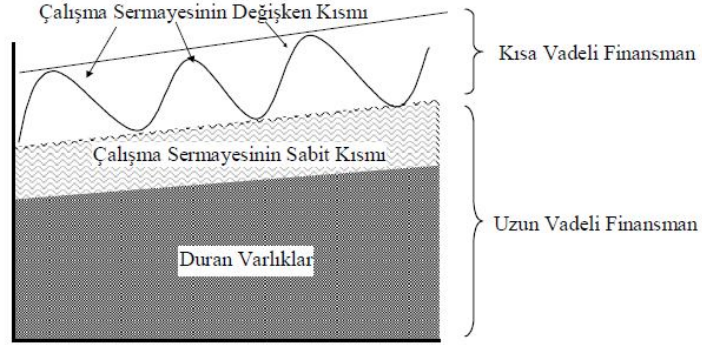 Çalışma Sermayesinin Değişken Kısmı
Kısa Vadeli Finansman
Çalışma Sermayesinin Sabit Kısmı
Uzun Vadeli Finansman
Duran Varlıklar